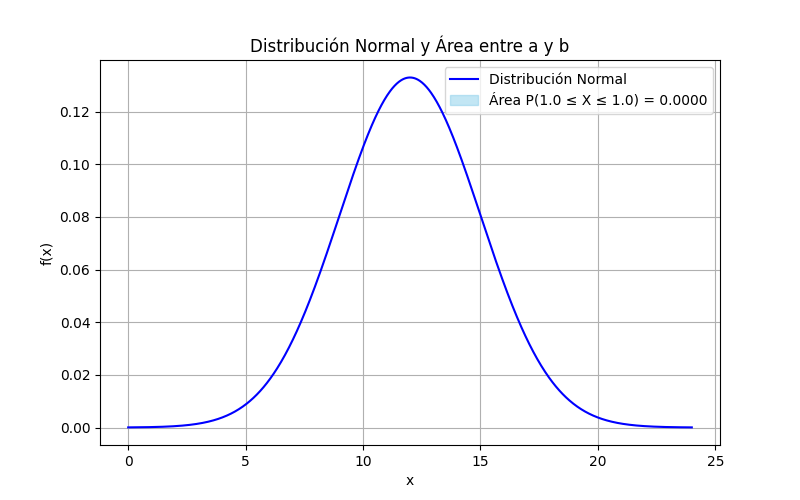 Distribución Normal y Área entre a y b
Distribución Normal
Área P(1.0 ≤ X ≤ 1.0) = 0.0000
f(x)
0.12
0.10
0.08
0.06
0.04
0.02
0.00
0
5
10
15
20
25
x